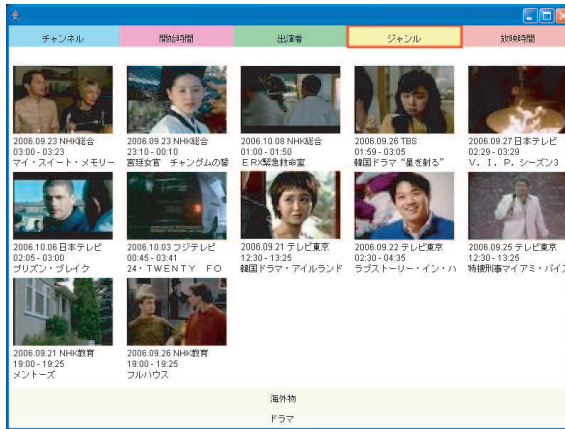 チャンネル
開始時間
出演者
ジャンル
放映時間
2006.09.23 NHK総合
03:00 - 03:23
マイ・スイート・メモリー
2006.09.23 NHK総合
23:10 - 00:10
宮廷女官 チャングムの誓
2006.10.08 NHK総合
01:00 - 01:50
ERⅩ緊急救命室
2006.09.26 TBS
01:59 - 03:05
韓国ドラマ“星を射る”
2006.09.27 日本テレビ
02:29 - 03:29
V.I.P.シーズン3
2006.10.06 日本テレビ
02:05 - 03:00
プリズン・ブレイク
2006.10.03 フジテレビ
00:45 - 03:41
24・TWENTY FO
2006.09.21 テレビ東京
12:30 - 13:25
韓国ドラマ・アイルランド
2006.09.22 テレビ東京
02:30 - 04:35
ラブストーリー・イン・ハ
2006.09.25 テレビ東京
12:30 - 13:25
特捜刑事マイアミ・バイス
2006.09.21 NHK教育
19:00 - 19:25
メントーズ
2006.09.26 NHK教育
19:00 - 19:25
フルハウス
海外物
ドラマ